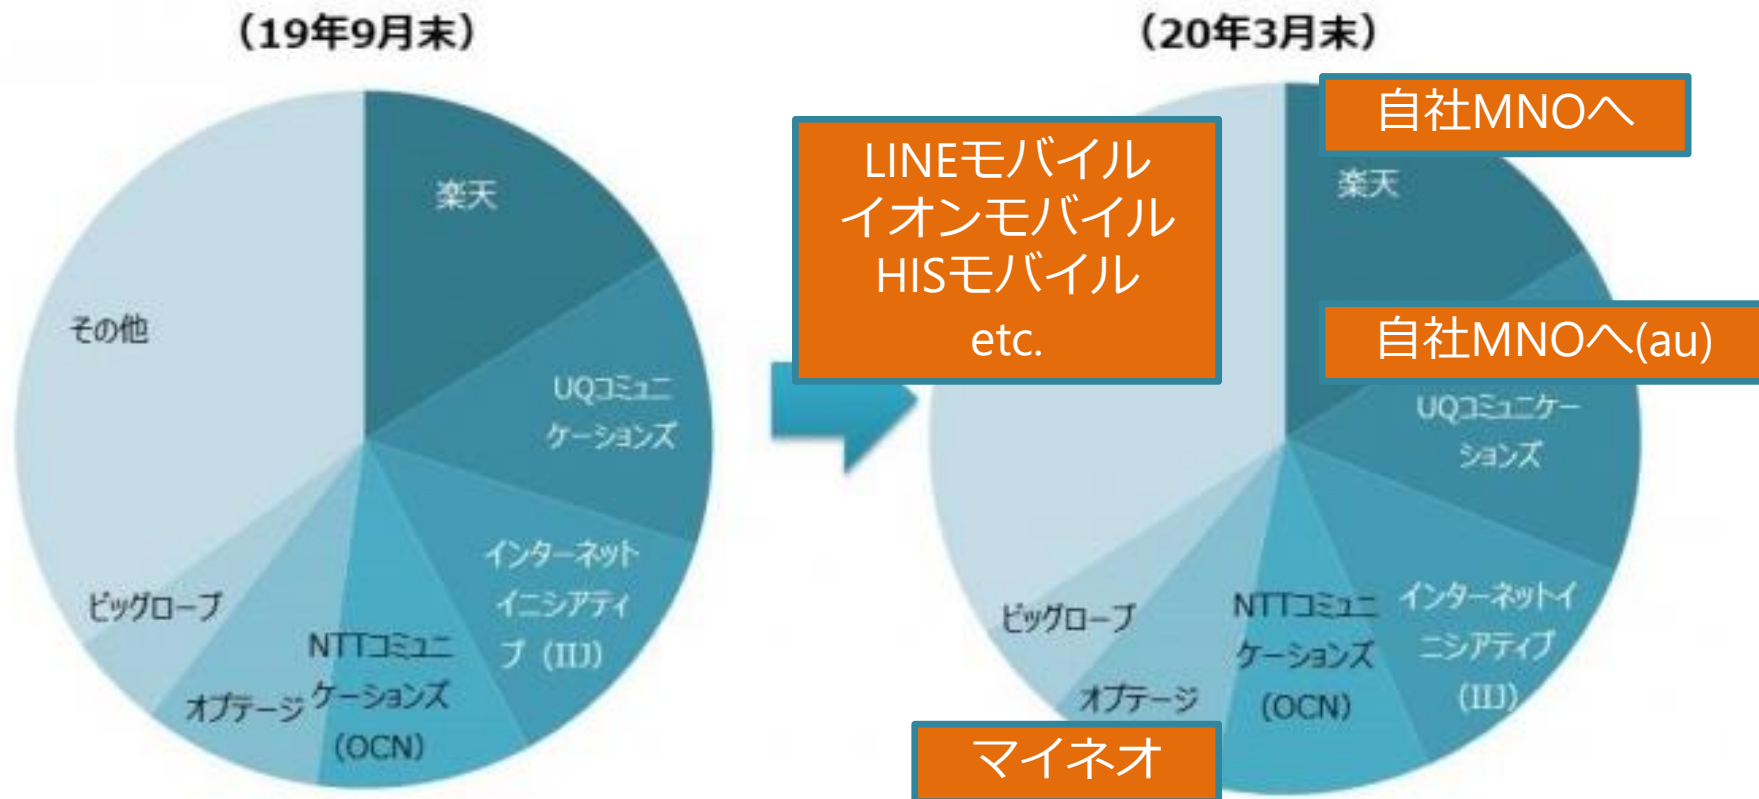 （19年9月末）
楽天
UQコミュニ
ケーションズ
インターネット
イニシアティ
ブ（IIJ）
NTTコミュニ
ケーションズ
（OCN）
オプテージ
ビッグローブ
その他
（20年3月末）
自社MNOへ
楽天
LINEモバイル
イオンモバイル
HISモバイル
etc.
自社MNOへ(au)
UQコミュニケー
ションズ
インターネットイ
ニシアティブ
（IIJ）
NTTコミュニ
ケーションズ
（OCN）
オプテージ
ビッグローブ
マイネオ